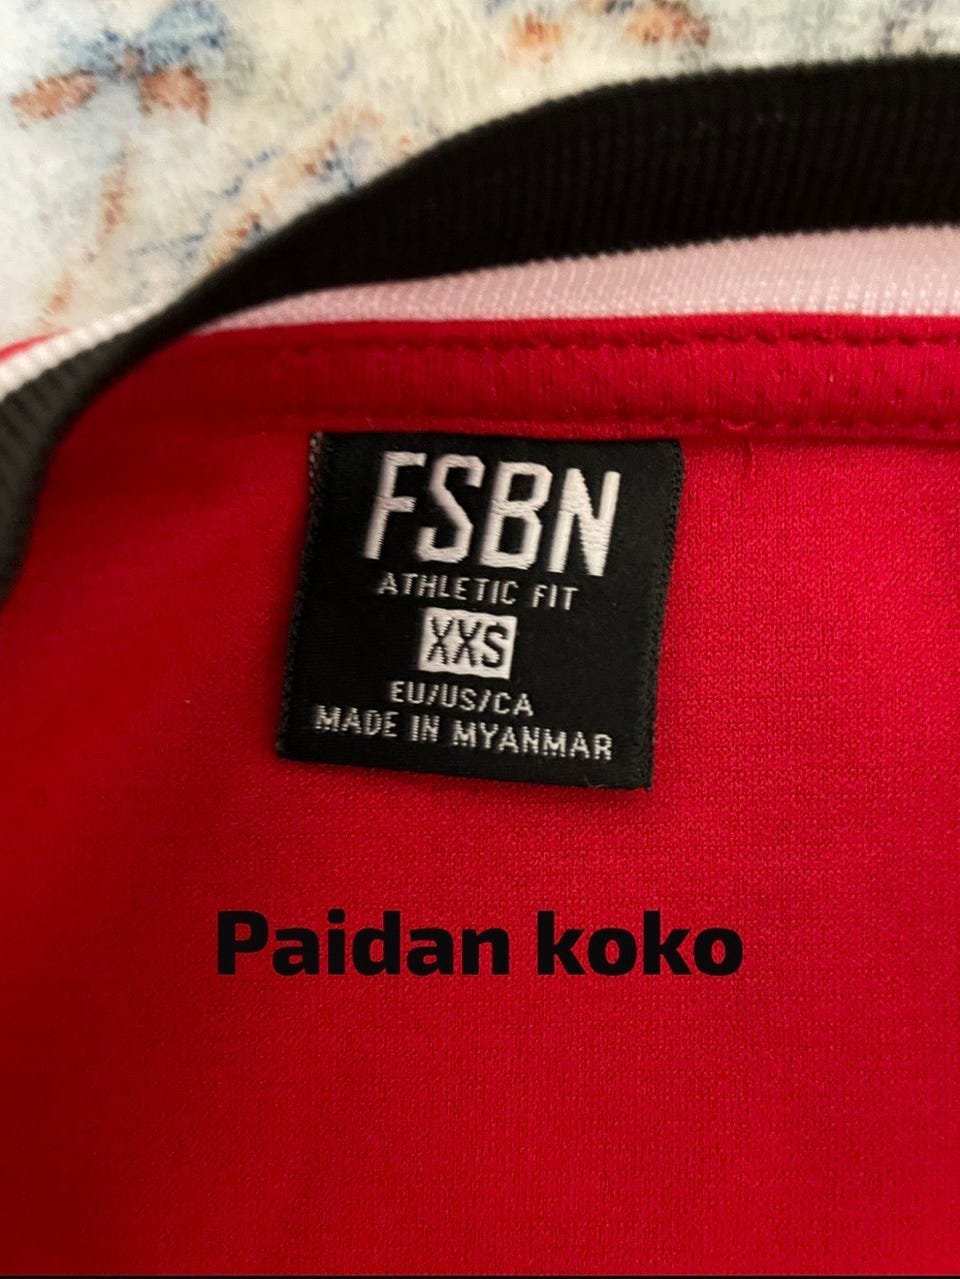 FSBN
ATHLETIC FIT
XXS
EU/US/CA
MADE IN MYANMAR
Paidan koko